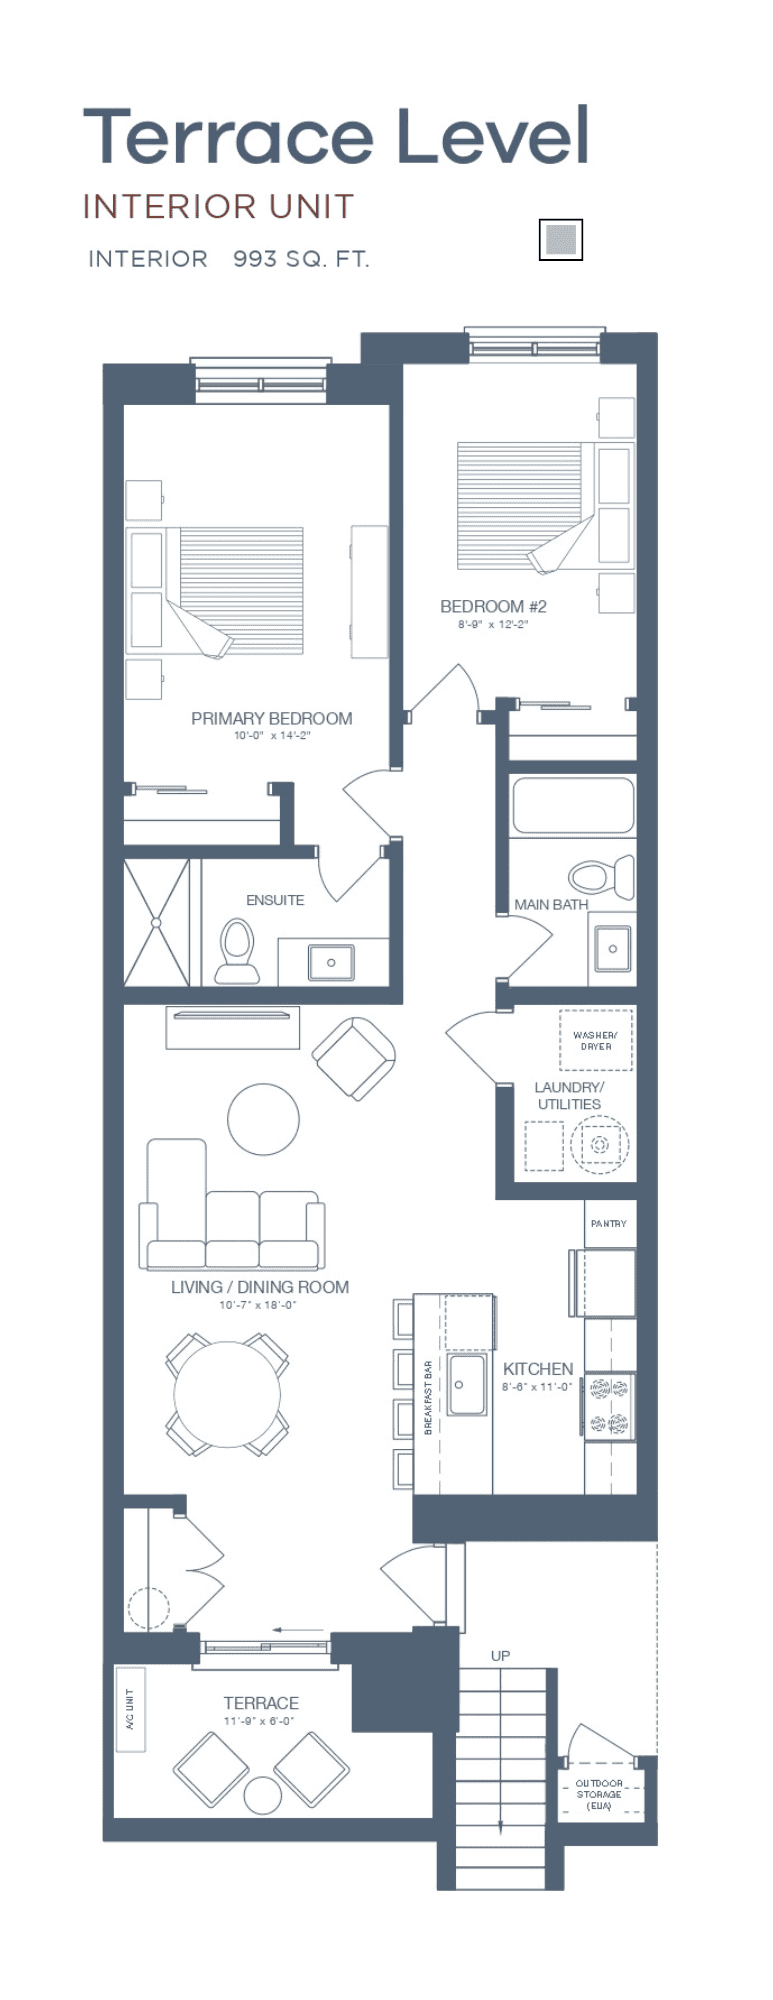 Terrace Level
INTERIOR UNIT
INTERIOR 993 SQ. FT.
BEDROOM #2
8'-9" x 12'-2"
PRIMARY BEDROOM
10'-0" x 14'-2"
ENSUITE
MAIN BATH
WASHER/
DRYER
LAUNDRY/
UTILITIES
PANTRY
LIVING / DINING ROOM
10'-7" x 18'-0"
BREAKFAST BAR
KITCHEN
8'-6" x 11'-0"
UP
A/C UNIT
TERRACE
11'-9" x 6'-0"
OUTDOOR
STORAGE